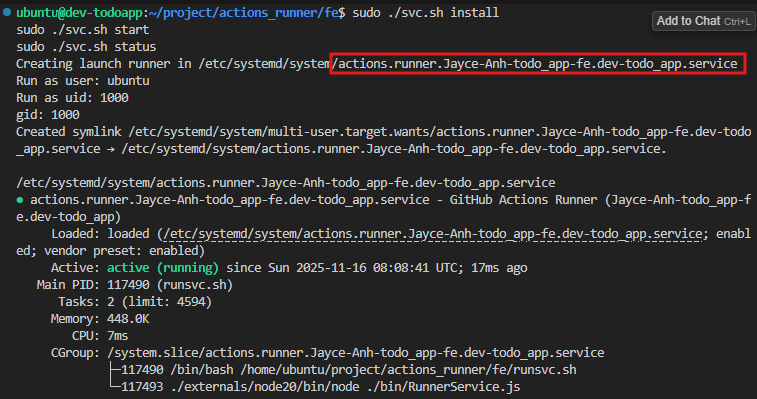 ubuntu@dev-todoapp:~/project/actions_runner/fe$ sudo ./svc.sh install
Add to Chat Ctrl+L
sudo ./svc.sh start
sudo ./svc.sh status
Creating launch runner in /etc/systemd/system/actions.runner.Jayce-Anh-todo_app-fe.dev-todo_app.service
Run as user: ubuntu
Run as uid: 1000
gid: 1000
Created symlink /etc/systemd/system/multi-user.target.wants/actions.runner.Jayce-Anh-todo_app-fe.dev-todo
_app.service → /etc/systemd/system/actions.runner.Jayce-Anh-todo_app-fe.dev-todo_app.service.
/etc/systemd/system/actions.runner.Jayce-Anh-todo_app-fe.dev-todo_app.service
● actions.runner.Jayce-Anh-todo_app-fe.dev-todo_app.service - GitHub Actions Runner (Jayce-Anh-todo_app-f
e.dev-todo_app)
Loaded: loaded (/etc/systemd/system/actions.runner.Jayce-Anh-todo_app-fe.dev-todo_app.service; enabl
ed; vendor preset: enabled)
Active: active (running) since Sun 2025-11-16 08:08:41 UTC; 17ms ago
Main PID: 117490 (runsvc.sh)
Tasks: 2 (limit: 4594)
Memory: 448.0K
CPU: 7ms
CGroup: /system.slice/actions.runner.Jayce-Anh-todo_app-fe.dev-todo_app.service
├─117490 /bin/bash /home/ubuntu/project/actions_runner/fe/runsvc.sh
└─117493 ./externals/node20/bin/node ./bin/RunnerService.js